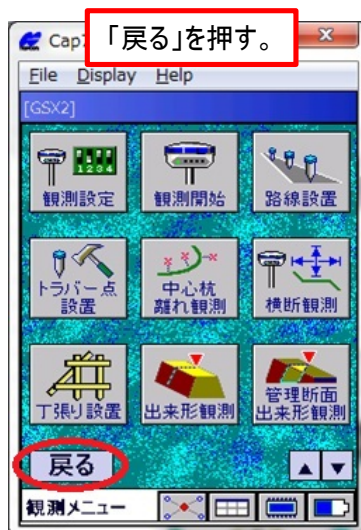 「戻る」を押す。
Cap
File Display Help
[GSX2]
1234
観測設定
観測開始
路線設置
トラバー点
設置
中心杭
離れ観測
横断観測
丁張り設置
出来形観測
管理断面
出来形観測
戻る
観測メニュー